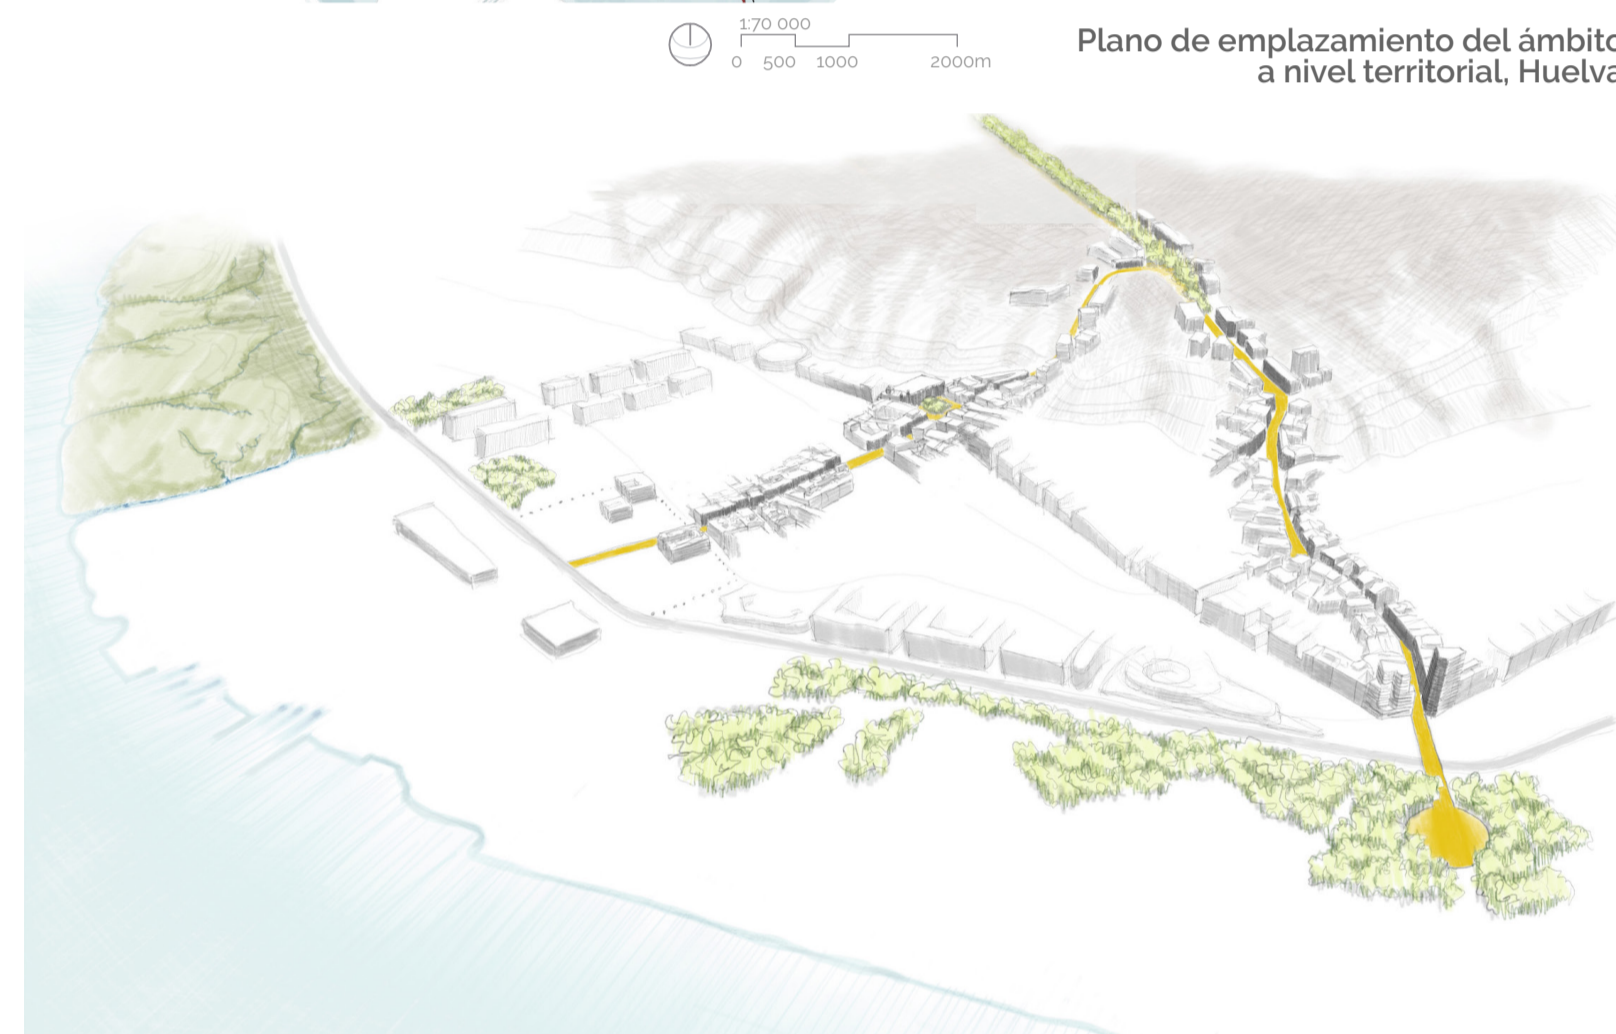 1:70 000
0 500 1000 2000m
Plano de emplazamiento del ámbito
a nivel territorial, Huelva